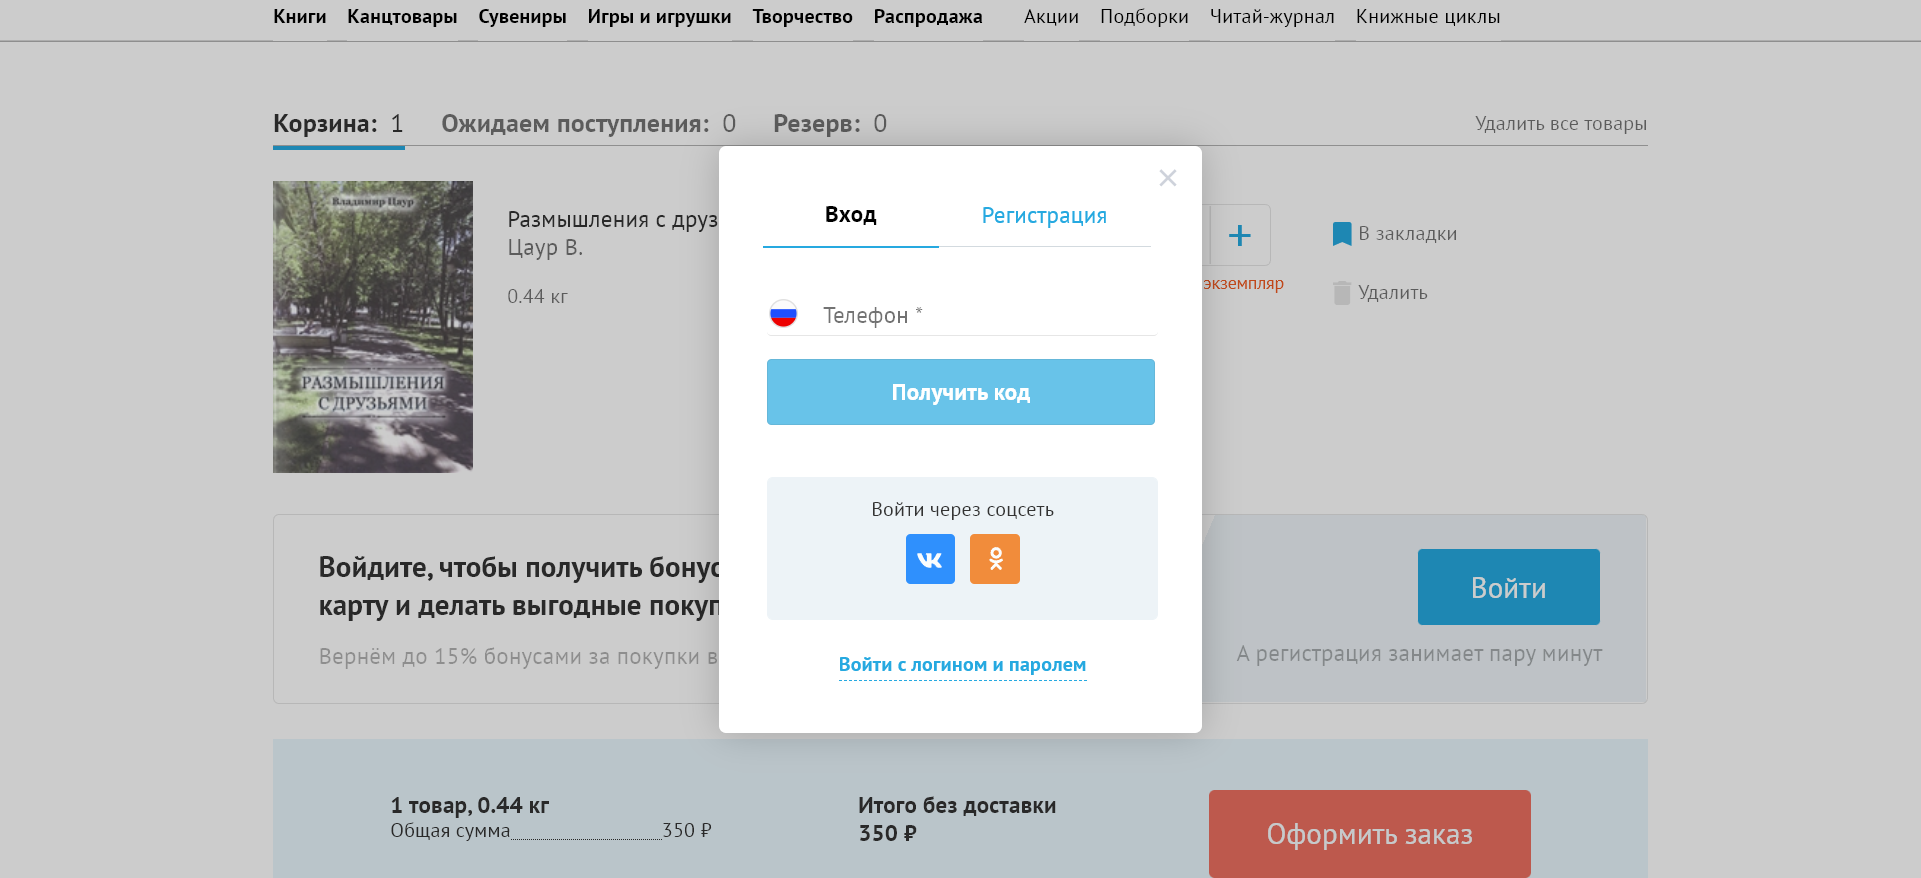 Книги Канцтовары Сувениры Игры и игрушки Творчество Распродажа Акции Подборки Читай-журнал Книжные циклы
Корзина: 1 Ожидаем поступления: 0 Резерв: 0 Удалить все товары
Владимир Цаур
РАЗМЫШЛЕНИЯ
С ДРУЗЬЯМИ
Размышления с друз
Цаур В.
0.44 кг
экземпляр
В закладки
Удалить
Вход Регистрация
Телефон *
Получить код
Войти через соцсеть
Войти с логином и паролем
Войдите, чтобы получить бонус
карту и делать выгодные покуп
Вернём до 15% бонусами за покупки в
Войти
А регистрация занимает пару минут
1 товар, 0.44 кг
Общая сумма 350 ₽
Итого без доставки
350 ₽
Оформить заказ